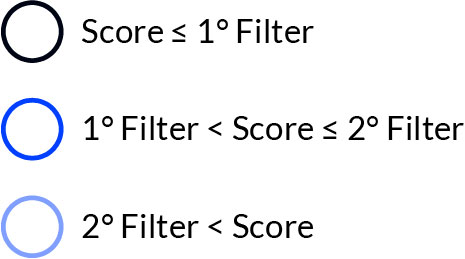 Score ≤ 1° Filter
1° Filter < Score ≤ 2° Filter
2° Filter < Score